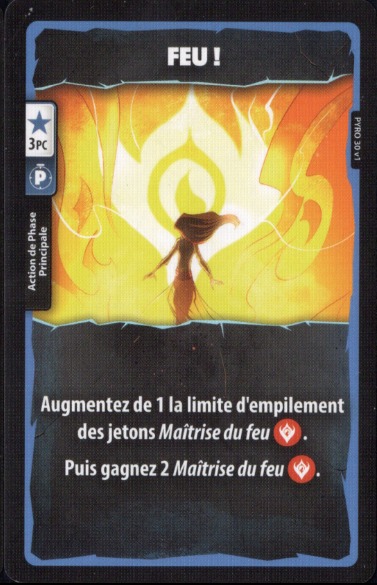 FEU !
3PC
P
PYRO 30 v1
Action de Phase
Principale
Augmentez de 1 la limite d'empilement
des jetons Maîtrise du feu .
Puis gagnez 2 Maîtrise du feu .